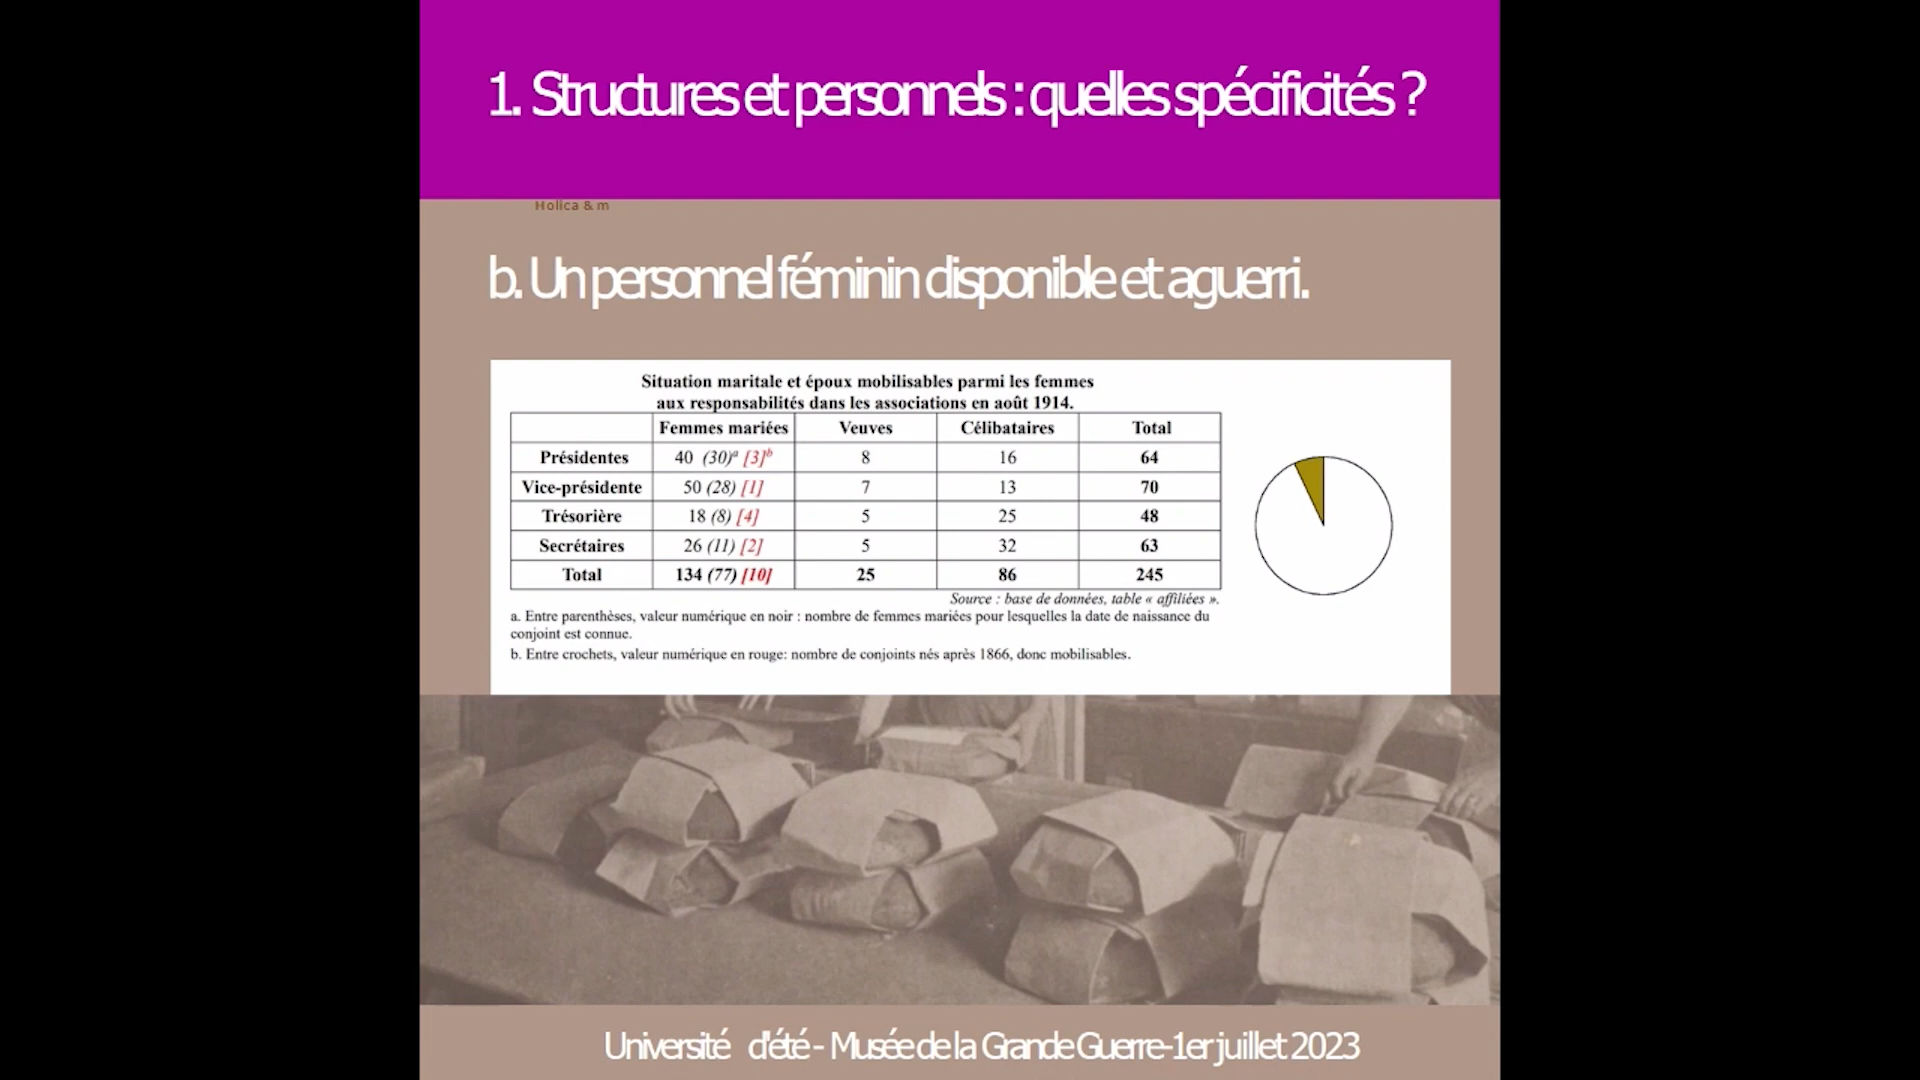 1. Structures et personnels : quelles spécificités ?
Holica & m
b. Un personnel féminin disponible et aguerri.
Situation maritale et époux mobilisables parmi les femmes
aux responsabilités dans les associations en août 1914.
Femmes mariées Veuves Célibataires Total
Présidentes 40 (30)a [3]b 8 16 64
Vice-présidente 50 (28) [1] 7 13 70
Trésorière 18 (8) [4] 5 25 48
Secrétaires 26 (11) [2] 5 32 63
Total 134 (77) [10] 25 86 245
Source : base de données, table « affiliées ».
a. Entre parenthèses, valeur numérique en noir : nombre de femmes mariées pour lesquelles la date de naissance du
conjoint est connue.
b. Entre crochets, valeur numérique en rouge: nombre de conjoints nés après 1866, donc mobilisables.
Université d'été - Musée de la Grande Guerre-1er juillet 2023